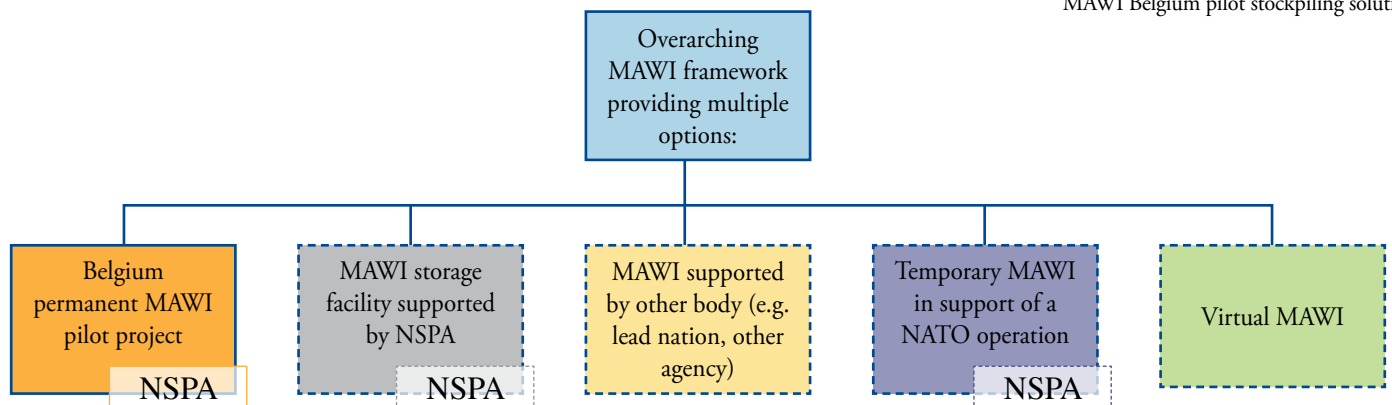 MAWI Belgium pilot stockpiling
Overarching
MAWI framework
providing multiple
options:
Belgium
permanent MAWI
pilot project
NSPA
MAWI storage
facility supported
by NSPA
NSPA
MAWI supported
by other body (e.g.
lead nation, other
agency)
Temporary MAWI
in support of a
NATO operation
NSPA
Virtual MAWI